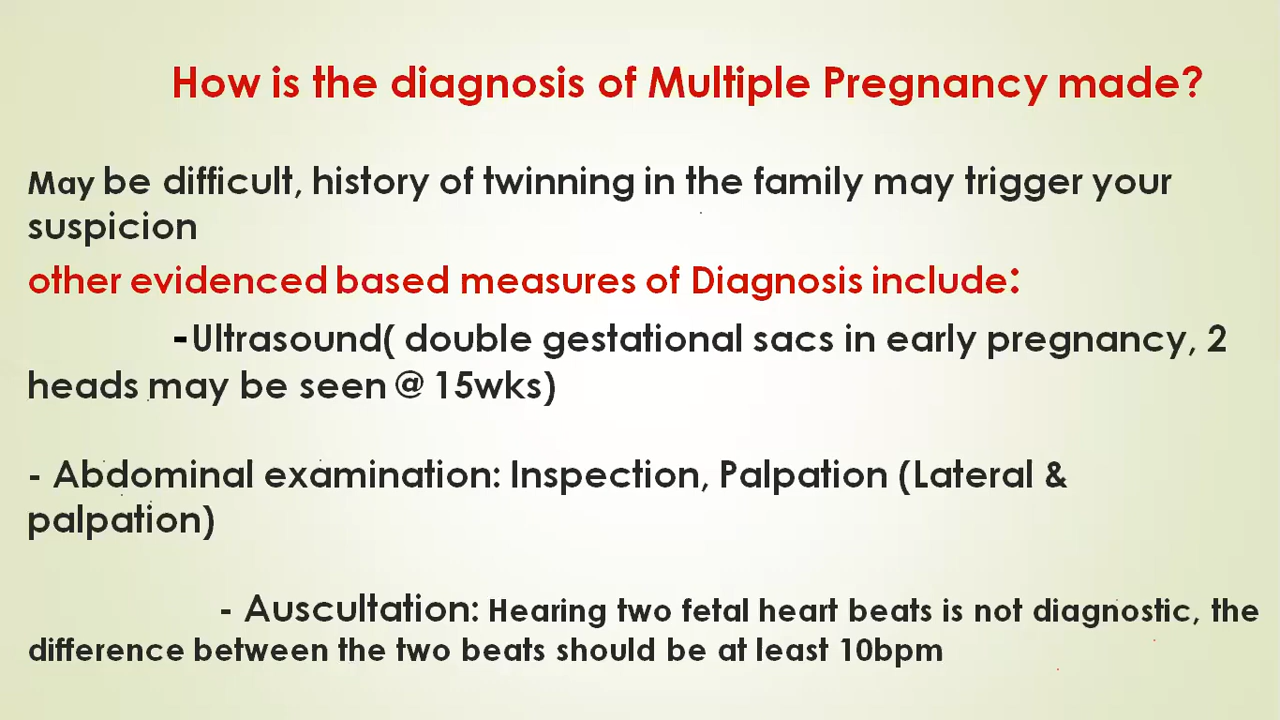 How is the diagnosis of Multiple Pregnancy made?
May be difficult, history of twinning in the family may trigger your
suspicion
other evidenced based measures of Diagnosis include:
-Ultrasound( double gestational sacs in early pregnancy, 2
heads may be seen @ 15wks)
- Abdominal examination: Inspection, Palpation (Lateral &
palpation)
- Auscultation: Hearing two fetal heart beats is not diagnostic, the
difference between the two beats should be at least 10bpm